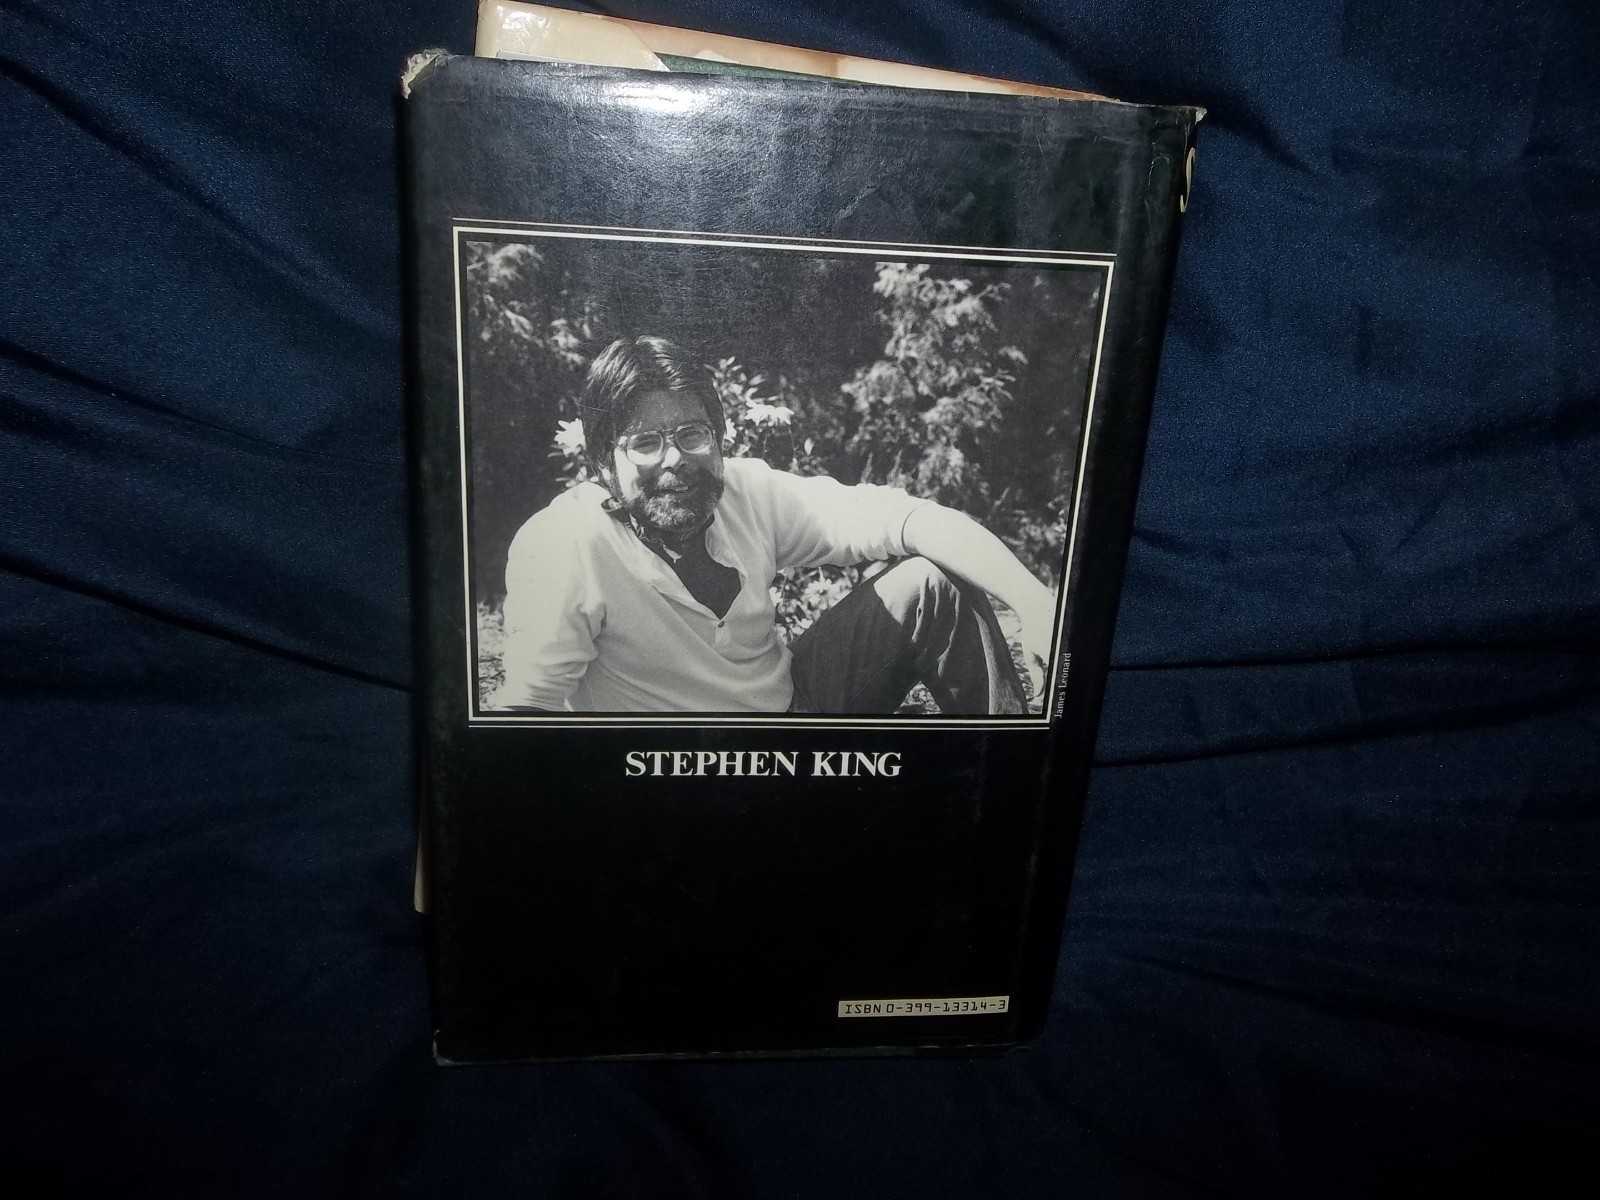 S
James Leonard
STEPHEN KING
ISBN 0-399-13314-3